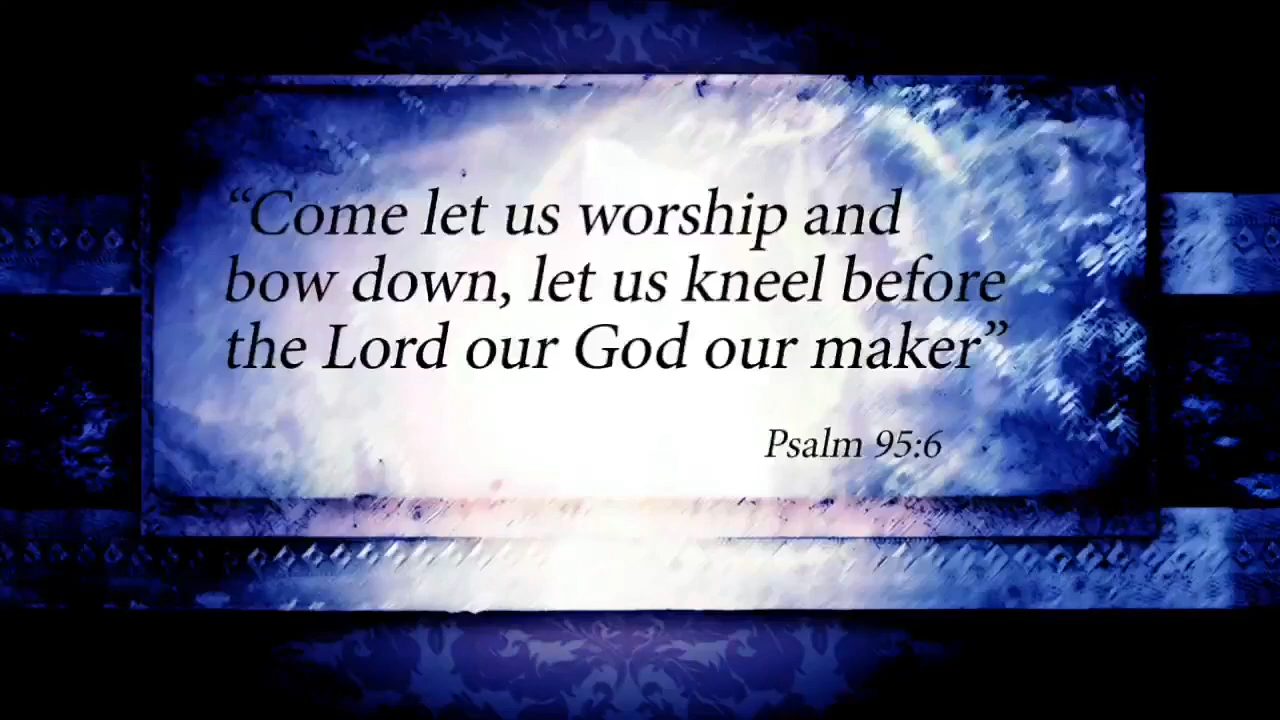 “Come let us worship and
bow down, let us kneel before
the Lord our God our maker”
Psalm 95:6